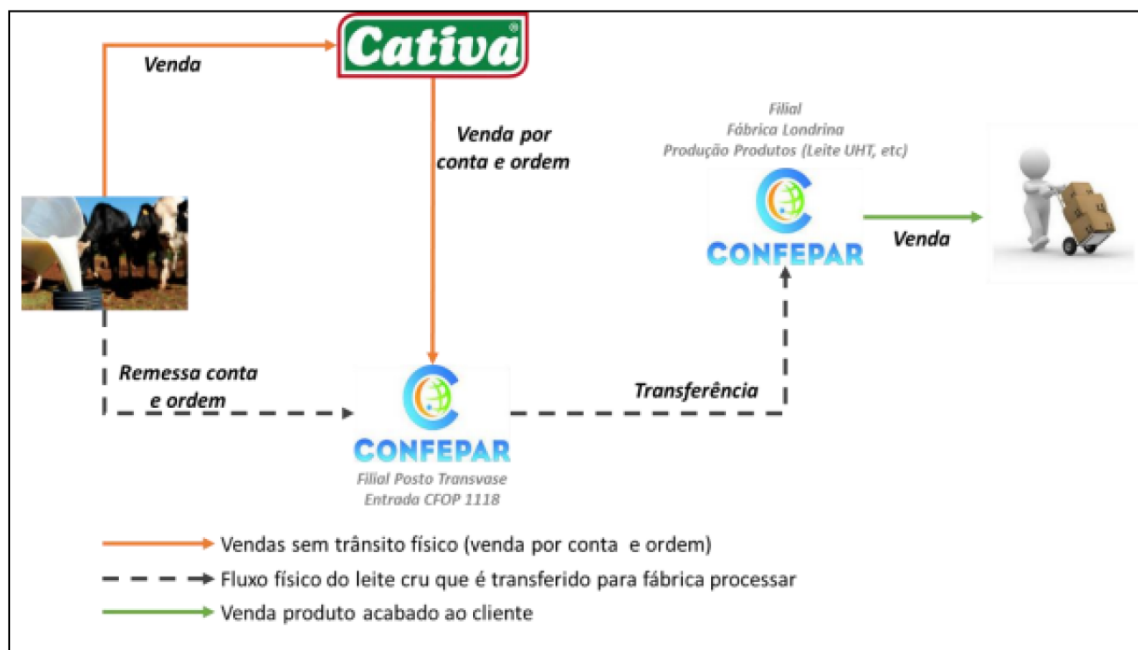 Cativa®
Venda
Venda por
conta e ordem
Filial
Fábrica Londrina
Produção Produtos (Leite UHT, etc)
CONFEPAR
Venda
Remessa conta
e ordem
Transferência
CONFEPAR
Filial Posto Transvase
Entrada CFOP 1118
Vendas sem trânsito físico (venda por conta e ordem)
Fluxo físico do leite cru que é transferido para fábrica processar
Venda produto acabado ao cliente